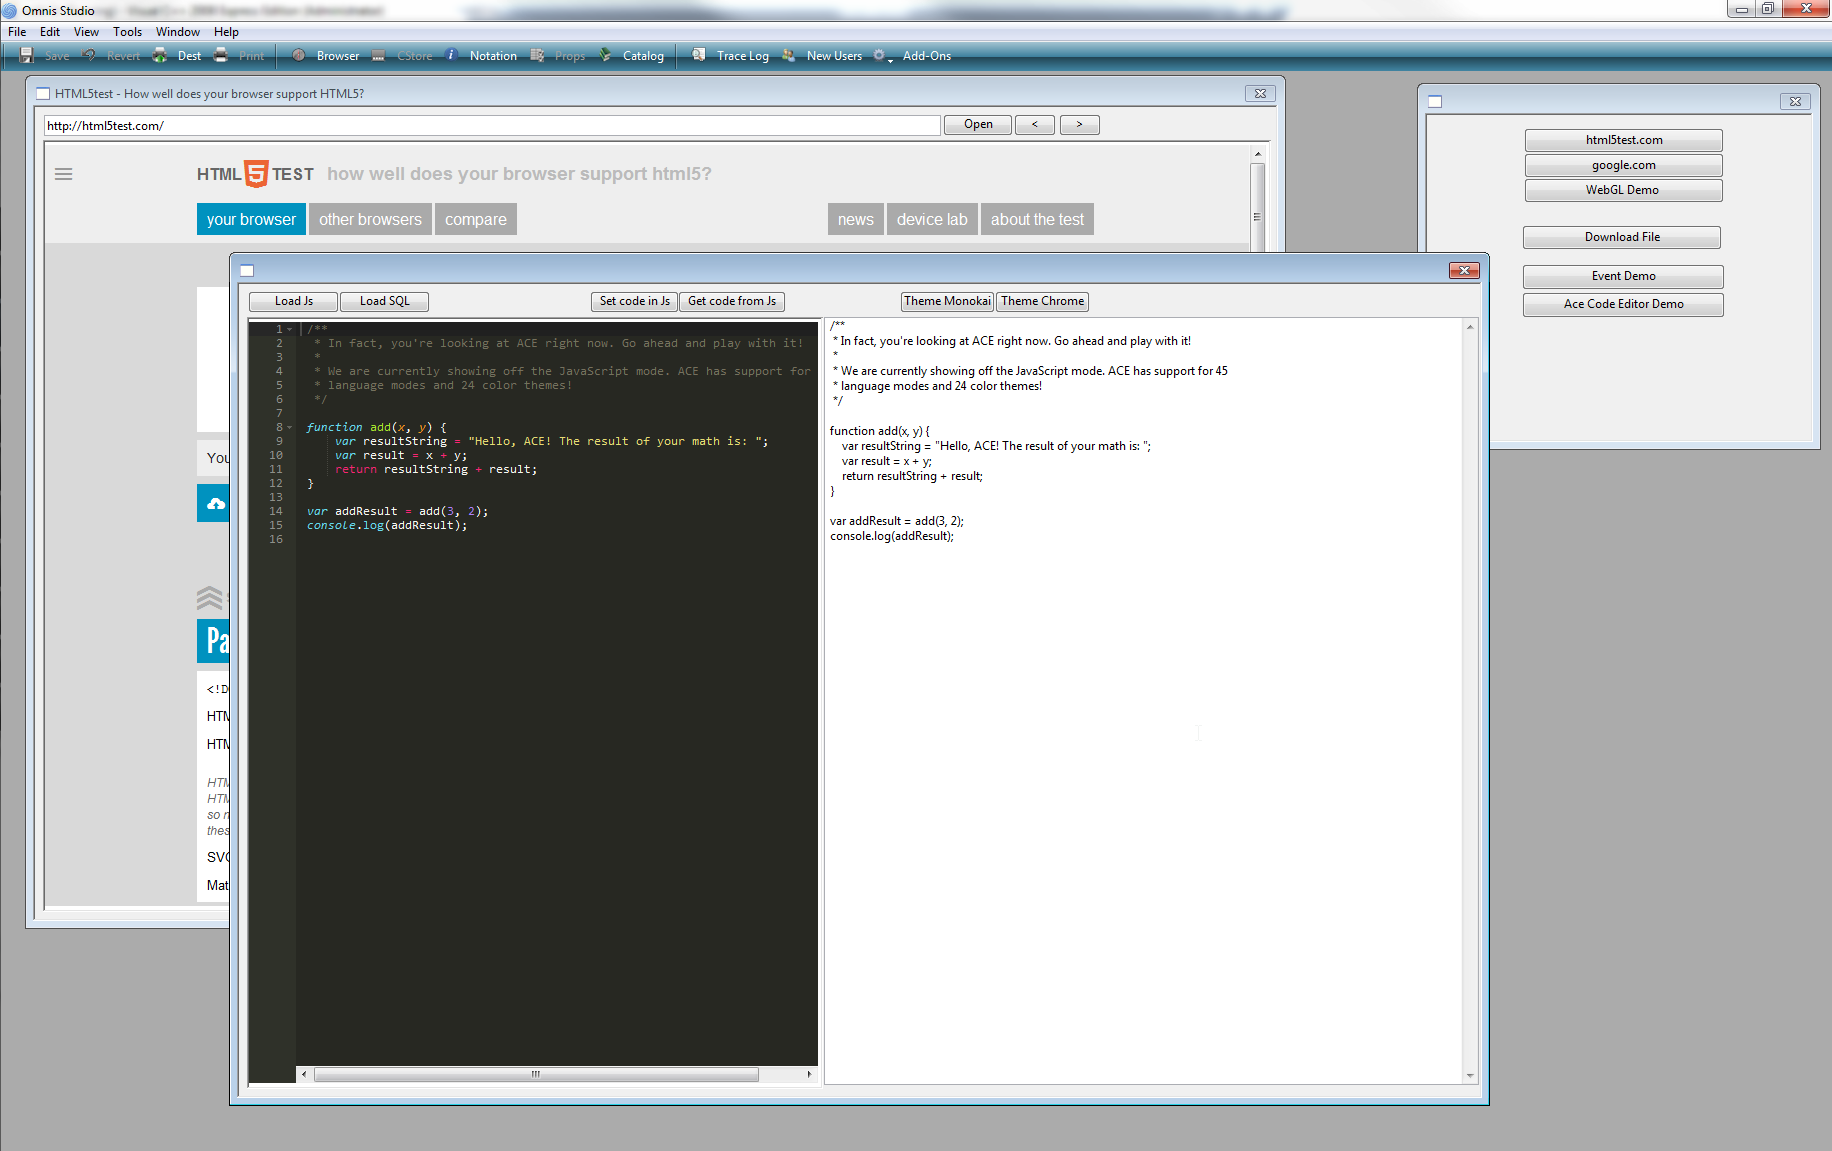 Omnis Studio
File Edit View Tools Window Help
Save Revert Dest Print Browser CStore Notation Props Catalog Trace Log New Users Add-Ons
HTML5test - How well does your browser support HTML5?
http://html5test.com/
Open < >
HTML 5 TEST how well does your browser support html5?
your browser other browsers compare news device lab about the test
You
Pa
<!D
HTM
HTM
HTM
HTM
so n
thes
SVG
Mat
html5test.com
google.com
WebGL Demo
Download File
Event Demo
Ace Code Editor Demo
Load Js Load SQL Set code in Js Get code from Js Theme Monokai Theme Chrome
1 /**
2 * In fact, you're looking at ACE right now. Go ahead and play with it!
3 *
4 * We are currently showing off the JavaScript mode. ACE has support for
5 * language modes and 24 color themes!
6 */
7
8 function add(x, y) {
9 var resultString = "Hello, ACE! The result of your math is: ";
10 var result = x + y;
11 return resultString + result;
12 }
13
14 var addResult = add(3, 2);
15 console.log(addResult);
16
/**
* In fact, you're looking at ACE right now. Go ahead and play with it!
*
* We are currently showing off the JavaScript mode. ACE has support for 45
* language modes and 24 color themes!
*/
function add(x, y) {
var resultString = "Hello, ACE! The result of your math is: ";
var result = x + y;
return resultString + result;
}
var addResult = add(3, 2);
console.log(addResult);